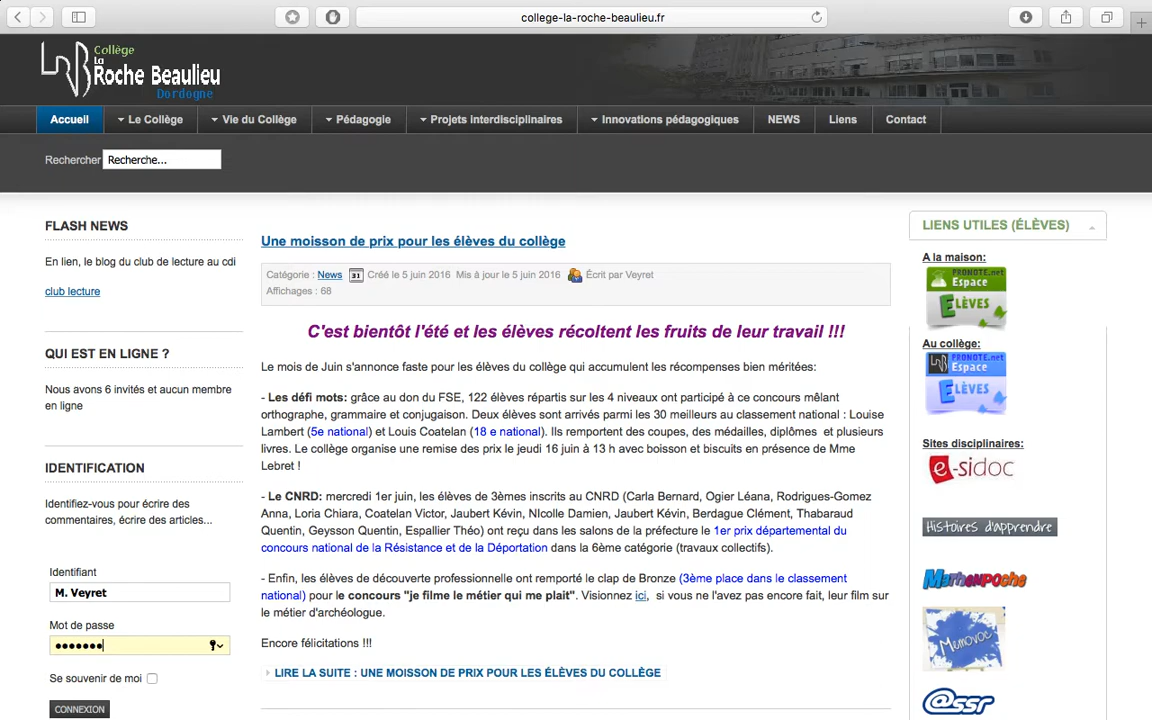 college-la-roche-beaulieu.fr
Collège
La
Roche Beaulieu
Dordogne
Accueil
Le Collège
Vie du Collège
Pédagogie
Projets interdisciplinaires
Innovations pédagogiques
NEWS
Liens
Contact
Rechercher Recherche...
FLASH NEWS
En lien, le blog du club de lecture au cdi
club lecture
QUI EST EN LIGNE ?
Nous avons 6 invités et aucun membre
en ligne
IDENTIFICATION
Identifiez-vous pour écrire des
commentaires, écrire des articles...
Identifiant
M. Veyret
Mot de passe
•••••••
Se souvenir de moi
CONNEXION
Une moisson de prix pour les élèves du collège
Catégorie : News 31 Créé le 5 juin 2016 Mis à jour le 5 juin 2016 Écrit par Veyret
Affichages : 68
C'est bientôt l'été et les élèves récoltent les fruits de leur travail !!!
Le mois de Juin s'annonce faste pour les élèves du collège qui accumulent les récompenses bien méritées:
- Les défi mots: grâce au don du FSE, 122 élèves répartis sur les 4 niveaux ont participé à ce concours mêlant
orthographe, grammaire et conjugaison. Deux élèves sont arrivés parmi les 30 meilleurs au classement national : Louise
Lambert (5e national) et Louis Coatelan (18 e national). Ils remportent des coupes, des médailles, diplômes et plusieurs
livres. Le collège organise une remise des prix le jeudi 16 juin à 13 h avec boisson et biscuits en présence de Mme
Lebret !
- Le CNRD: mercredi 1er juin, les élèves de 3èmes inscrits au CNRD (Carla Bernard, Ogier Léana, Rodrigues-Gomez
Anna, Loria Chiara, Coatelan Victor, Jaubert Kévin, NIcolle Damien, Jaubert Kévin, Berdague Clément, Thabaraud
Quentin, Geysson Quentin, Espallier Théo) ont reçu dans les salons de la préfecture le 1er prix départemental du
concours national de la Résistance et de la Déportation dans la 6ème catégorie (travaux collectifs).
- Enfin, les élèves de découverte professionnelle ont remporté le clap de Bronze (3ème place dans le classement
national) pour le concours "je filme le métier qui me plait". Visionnez ici, si vous ne l'avez pas encore fait, leur film sur
le métier d'archéologue.
Encore félicitations !!!
LIRE LA SUITE : UNE MOISSON DE PRIX POUR LES ÉLÈVES DU COLLÈGE
LIENS UTILES (ÉLÈVES)
A la maison:
PRONOTE.net
Espace
ELÈVES
Au collège:
PRONOTE.net
Espace
ELÈVES
Sites disciplinaires:
e-sidoc
Histoires d'apprendre
Mathenpoche
Mumovoc
@ssr